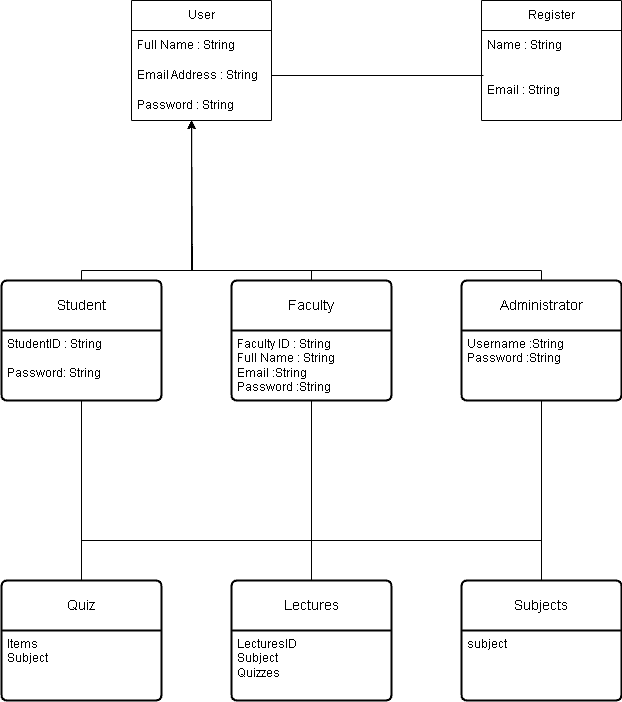 User
Full Name : String
Email Address : String
Password : String
Register
Name : String
Email : String
Student
StudentID : String
Password: String
Faculty
Faculty ID : String
Full Name : String
Email :String
Password :String
Administrator
Username :String
Password :String
Quiz
Items
Subject
Lectures
LecturesID
Subject
Quizzes
Subjects
subject